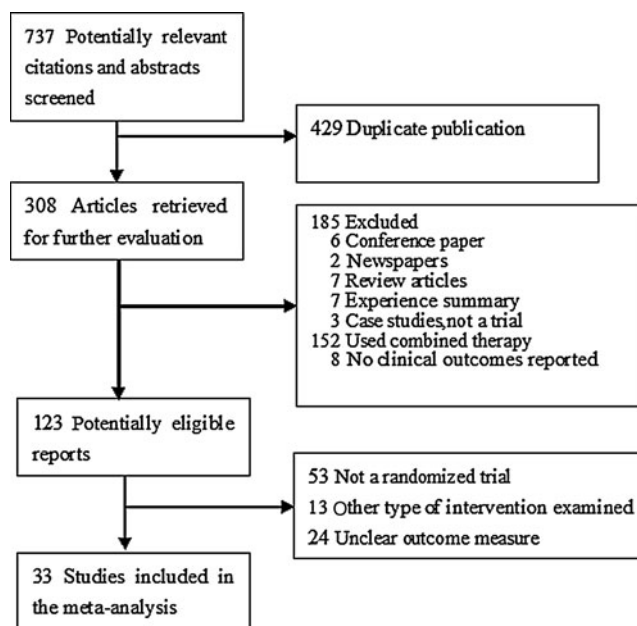 737 Potentially relevant
citations and abstracts
screened
429 Duplicate publication
308 Articles retrieved
for further evaluation
185 Excluded
6 Conference paper
2 Newspapers
7 Review articles
7 Experience summary
3 Case studies,not a trial
152 Used combined therapy
8 No clinical outcomes reported
123 Potentially eligible
reports
53 Not a randomized trial
13 Other type of intervention examined
24 Unclear outcome measure
33 Studies included in
the meta-analysis